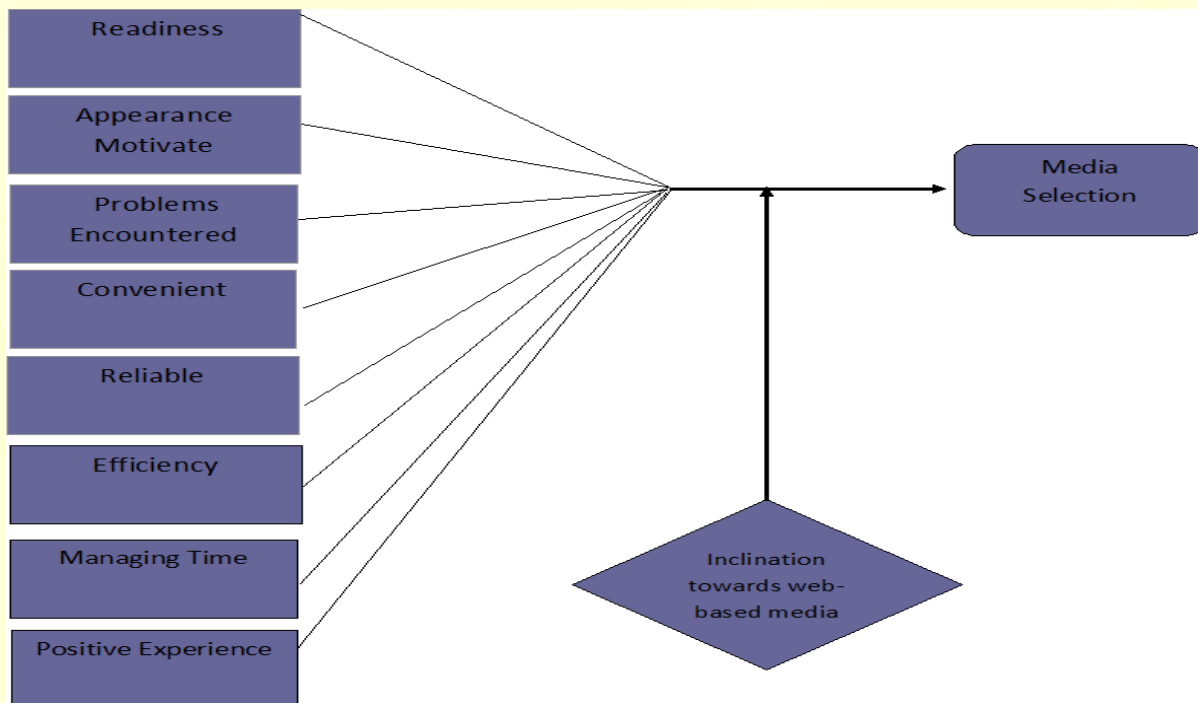 Readiness
Appearance
Motivate
Problems
Encountered
Convenient
Reliable
Efficiency
Managing Time
Positive Experience
Media
Selection
Inclination
towards web-
based media